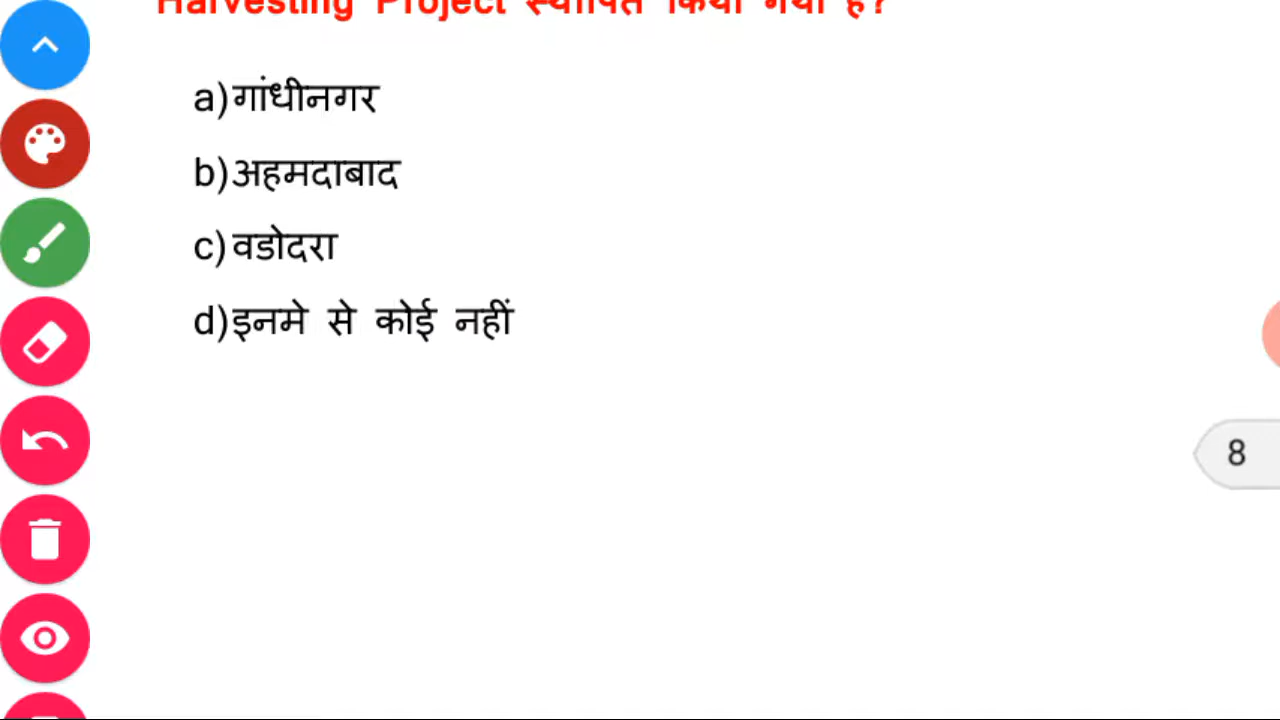 Harvesting Project स्थापित किया गया है?
a)गांधीनगर
b)अहमदाबाद
c)वडोदरा
d)इनमे से कोई नहीं
8